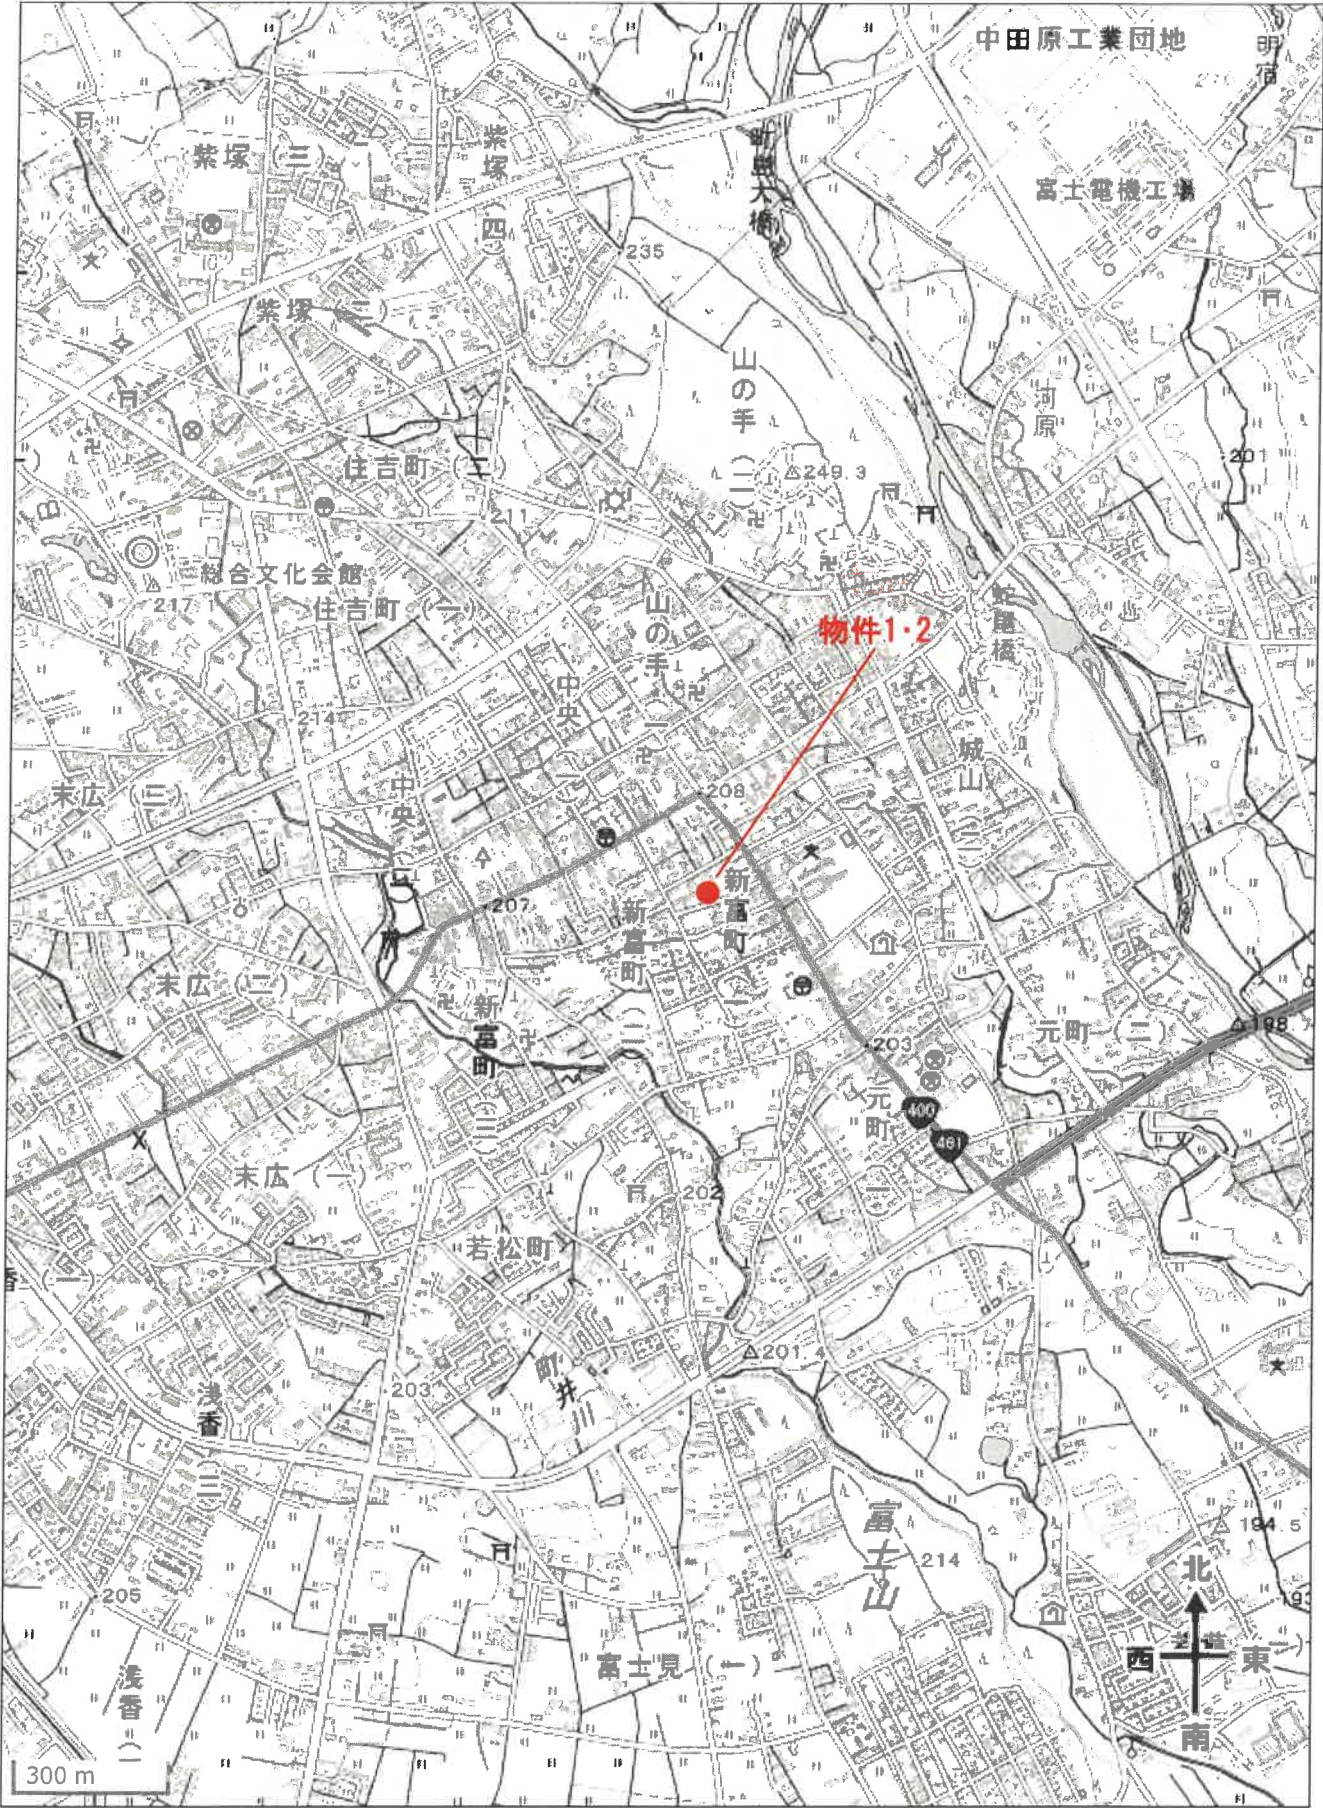 中田原工業団地
明宿
270
紫塚(三)
紫塚(四)
町島大橋
富士電機工場
235
紫塚(二)
山の手(二)
河原
住吉町(二)
249.3
201
211
総合文化会館
217.1
住吉町(一)
山の手(一)
物件1・2
蛇尾橋
中央(一)
214
城山(二)
末広(三)
中央(二)
208
207
新富町(一)
新富町(二)
末広(二)
新富町(三)
198
元町(二)
203
元町(一)
400
461
末広(一)
202
若松町
201.4
町井川
203
浅香(二)
富士山
214
194.5
北
205
193
西
東
富士見(一)
浅香(一
南
300 m